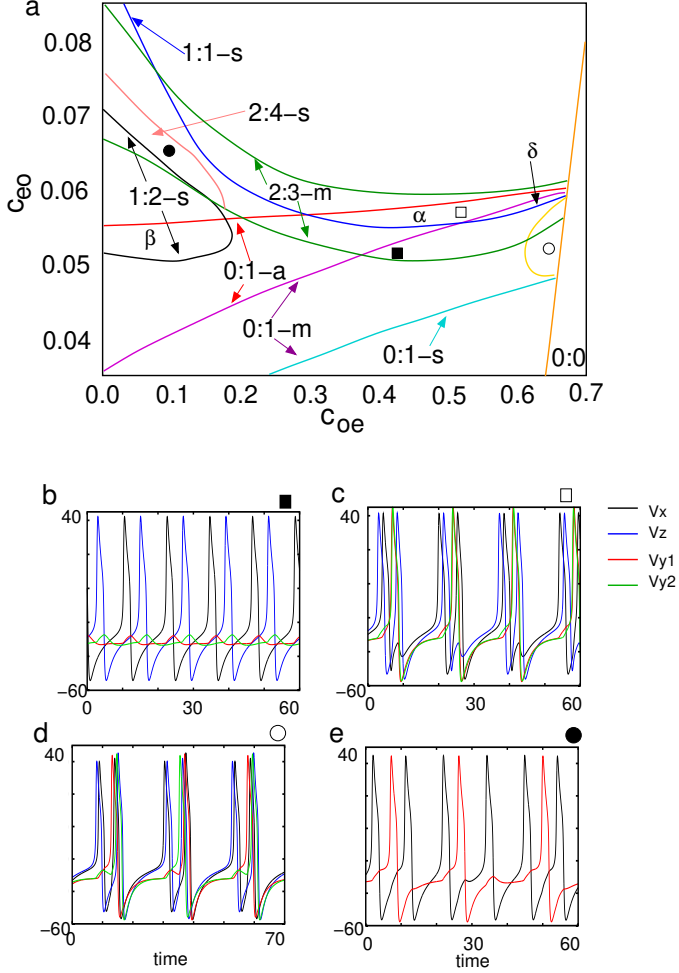 a
0.08
0.07
0.06
0.05
0.04
c_eo
1:1−s
2:4−s
1:2−s
2:3−m
β
α
δ
0:1−a
0:1−m
0:1−s
0:0
0.0 0.1 0.2 0.3 0.4 0.5 0.6 0.7
c_oe
b
40
−60
0 30 60
c
40
−60
0 30 60
Vx
Vz
Vy1
Vy2
d
40
−60
0 70
time
e
40
−60
0 30 60
time